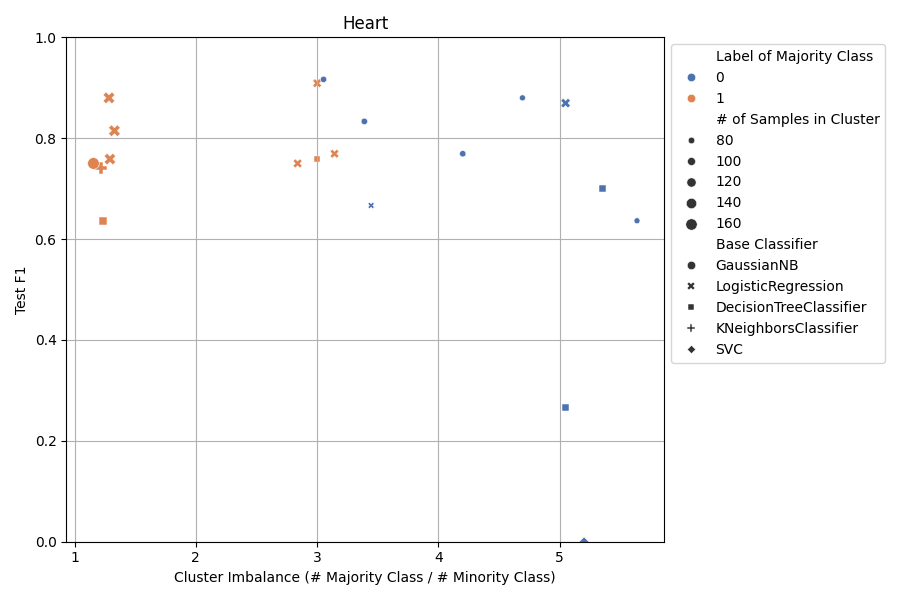 Heart
1.0
0.8
0.6
0.4
0.2
0.0
Test F1
1 2 3 4 5
Cluster Imbalance (# Majority Class / # Minority Class)
Label of Majority Class
0
1
# of Samples in Cluster
80
100
120
140
160
Base Classifier
GaussianNB
LogisticRegression
DecisionTreeClassifier
KNeighborsClassifier
SVC